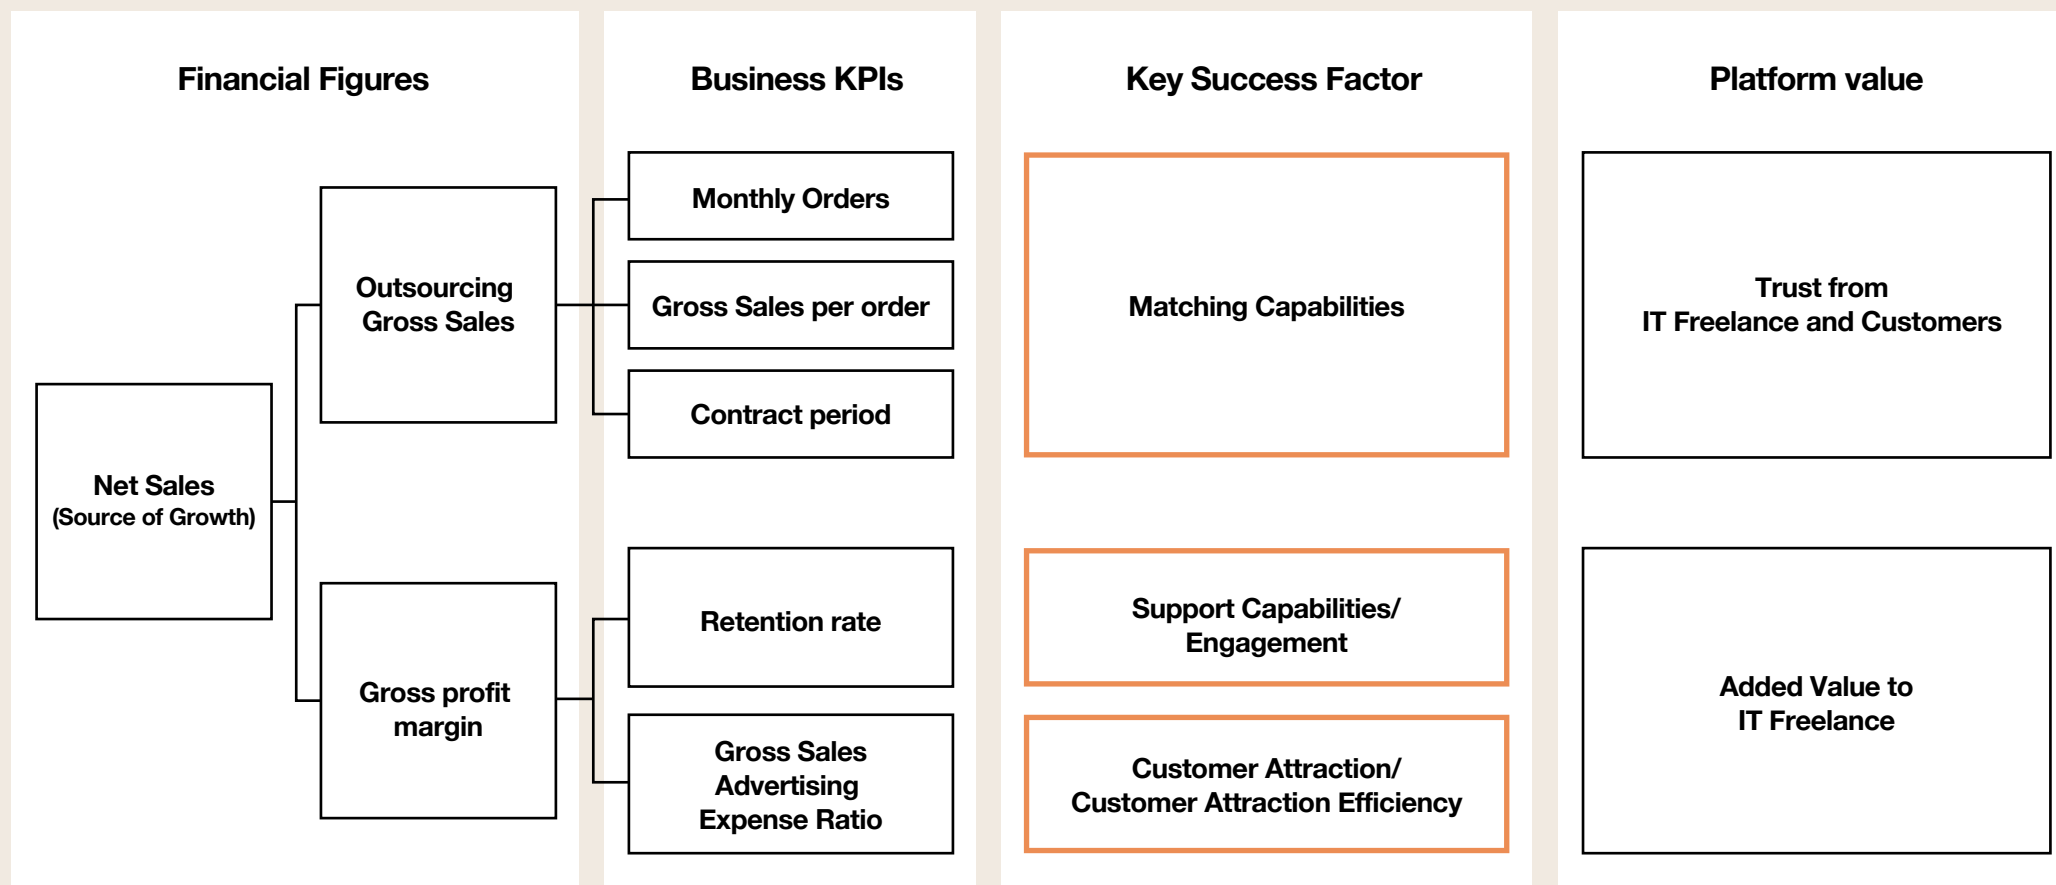 Financial Figures
Business KPIs
Key Success Factor
Platform value
Net Sales
(Source of Growth)
Outsourcing
Gross Sales
Gross profit
margin
Monthly Orders
Gross Sales per order
Contract period
Retention rate
Gross Sales
Advertising
Expense Ratio
Matching Capabilities
Support Capabilities/
Engagement
Customer Attraction/
Customer Attraction Efficiency
Trust from
IT Freelance and Customers
Added Value to
IT Freelance